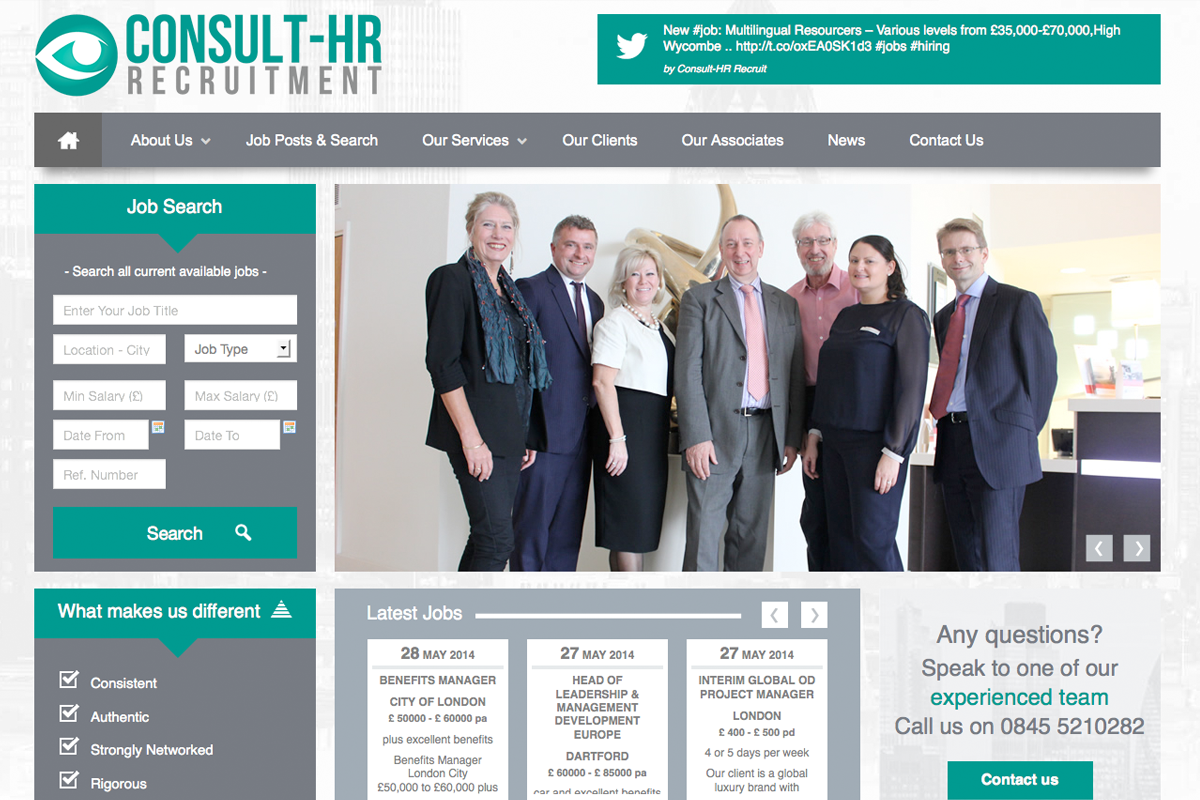 CONSULT-HR
RECRUITMENT
New #job: Multilingual Resourcers – Various levels from £35,000-£70,000,High
Wycombe .. http://t.co/oxEA0SK1d3 #jobs #hiring
by Consult-HR Recruit
About Us
Job Posts & Search
Our Services
Our Clients
Our Associates
News
Contact Us
Job Search
- Search all current available jobs -
Enter Your Job Title
Location - City
Job Type
Min Salary (£)
Max Salary (£)
Date From
Date To
Ref. Number
Search
What makes us different
Consistent
Authentic
Strongly Networked
Rigorous
Latest Jobs
28 MAY 2014
BENEFITS MANAGER
CITY OF LONDON
£ 50000 - £ 60000 pa
plus excellent benefits
Benefits Manager
London City
£50,000 to £60,000 plus
27 MAY 2014
HEAD OF
LEADERSHIP &
MANAGEMENT
DEVELOPMENT
EUROPE
DARTFORD
£ 60000 - £ 85000 pa
car and excellent benefits
27 MAY 2014
INTERIM GLOBAL OD
PROJECT MANAGER
LONDON
£ 400 - £ 500 pd
4 or 5 days per week
Our client is a global
luxury brand with
Any questions?
Speak to one of our
experienced team
Call us on 0845 5210282
Contact us